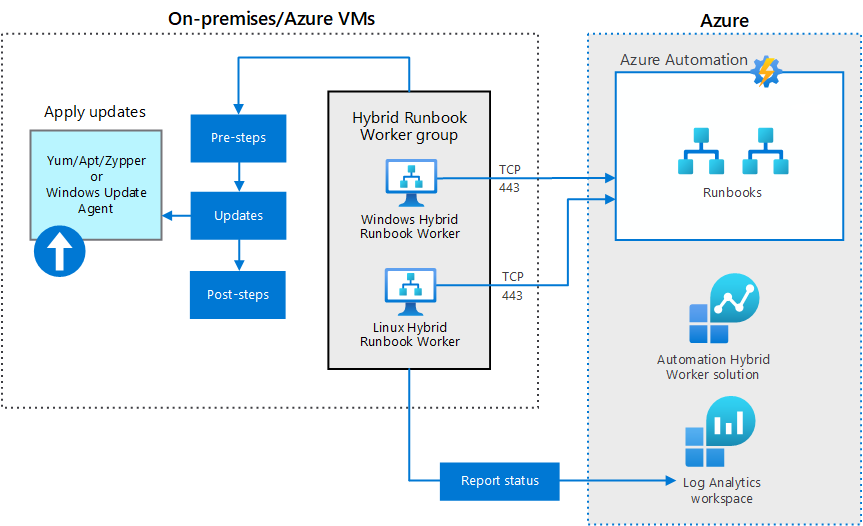 On-premises/Azure VMs
Azure
Azure Automation
Apply updates
Yum/Apt/Zypper
or
Windows Update
Agent
Pre-steps
Updates
Post-steps
Hybrid Runbook
Worker group
Windows Hybrid
Runbook Worker
Linux Hybrid
Runbook Worker
TCP
443
TCP
443
Runbooks
Automation Hybrid
Worker solution
Report status
Log Analytics
workspace